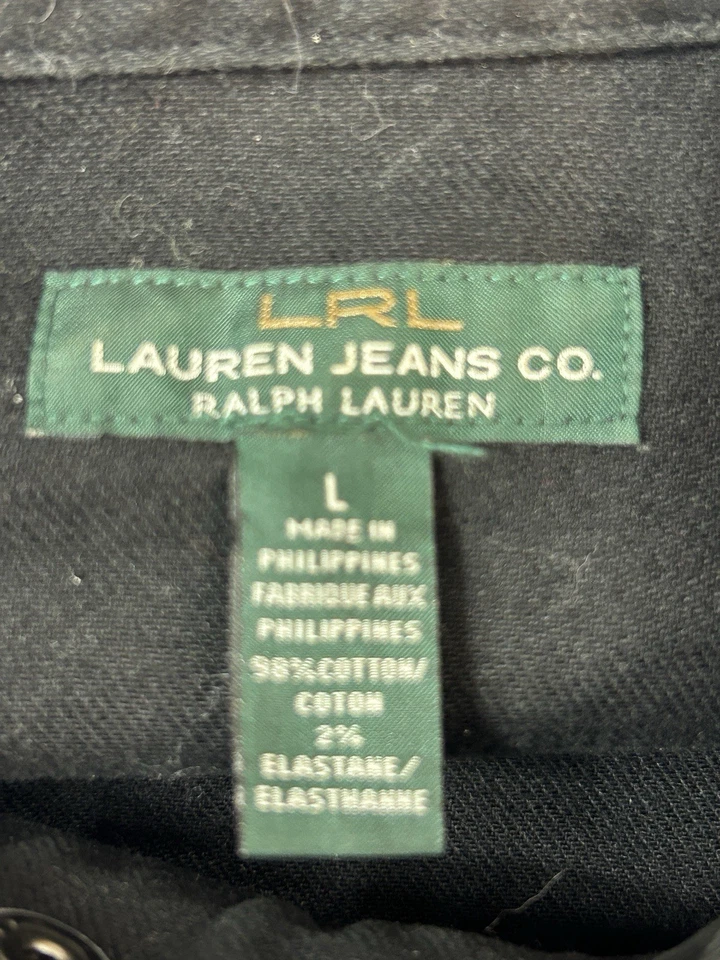 LRL
LAUREN JEANS CO.
RALPH LAUREN
L
MADE IN
PHILIPPINES
FABRIQUE AUX
PHILIPPINES
98% COTTON/
COTON
2%
ELASTANE/
ELASTHANNE